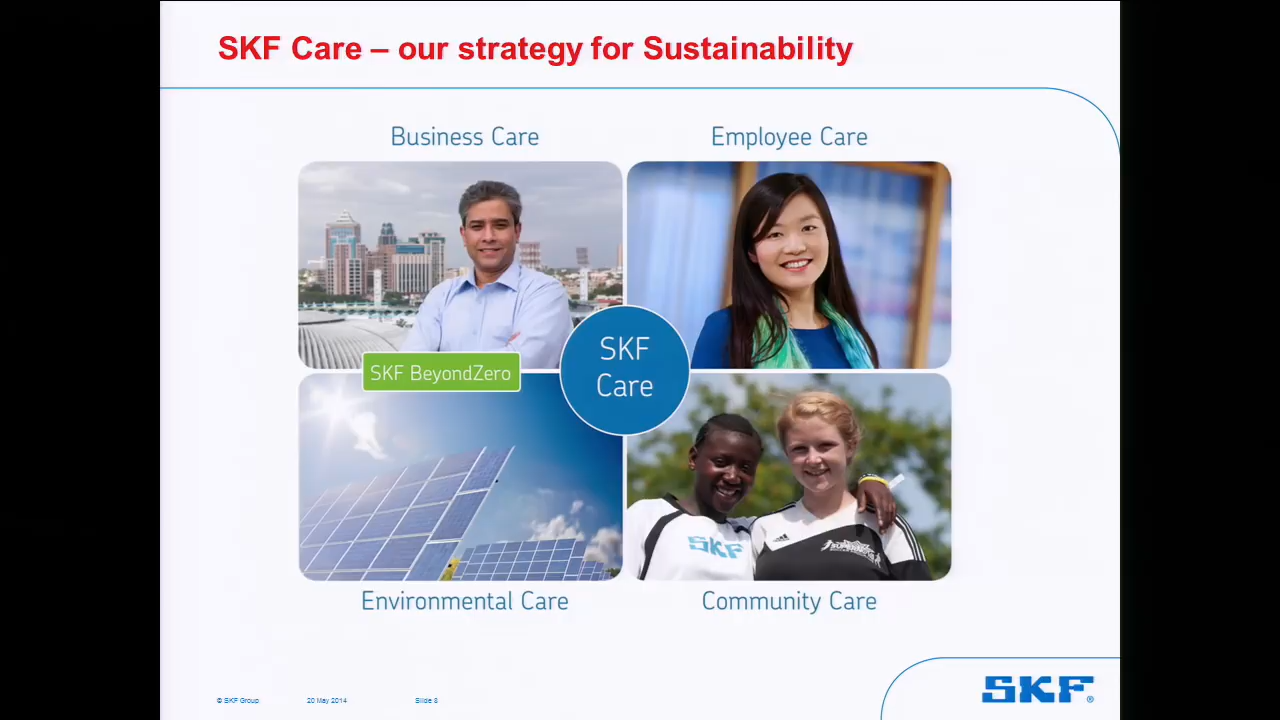 SKF Care – our strategy for Sustainability
Business Care
Employee Care
SKF BeyondZero
SKF
Care
SKF
Environmental Care
Community Care
© SKF Group
20 May 2014
Slide 8
SKF®